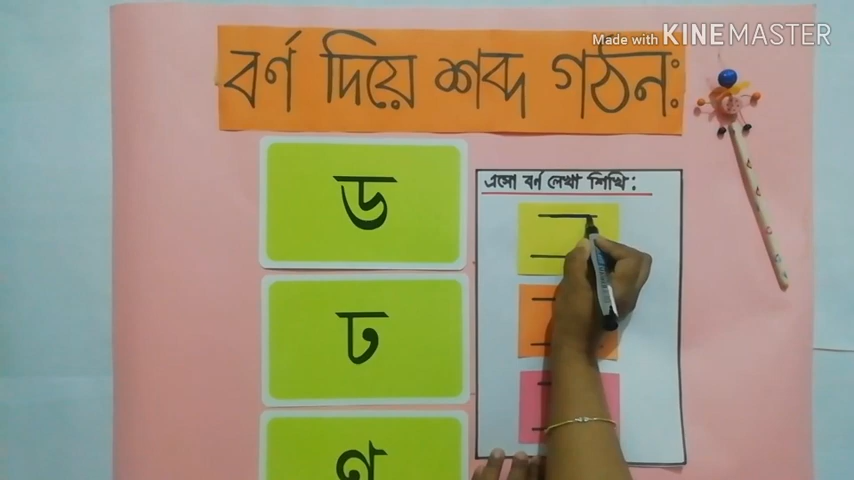 Made with KINEMASTER
বর্ণ দিয়ে শব্দ গঠনঃ
এসো বর্ণ লেখা শিখি:
ড
ঢ
ণ